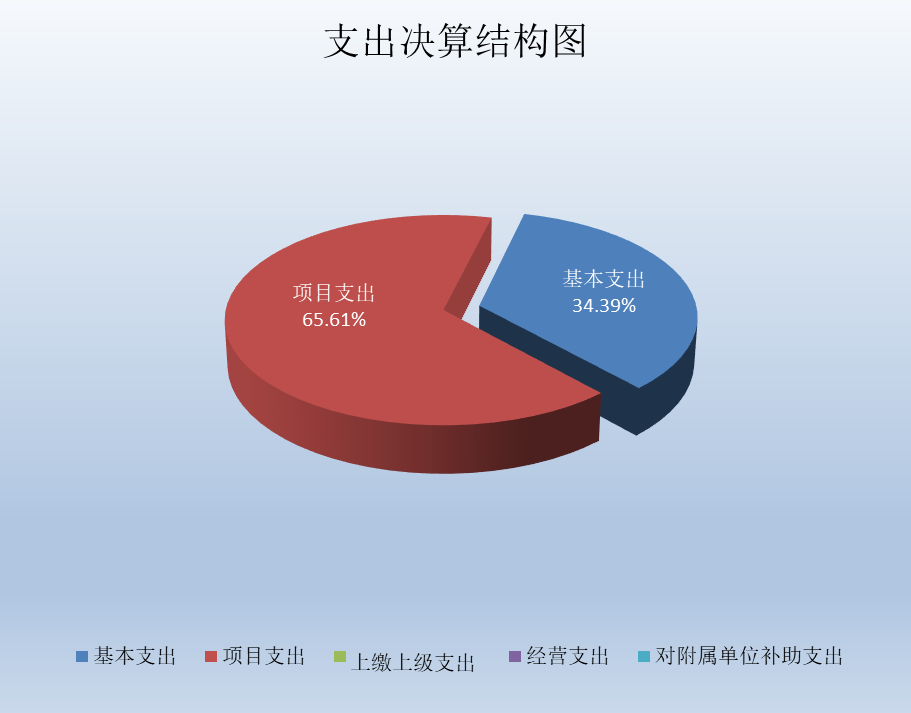 支出决算结构图
项目支出
65.61%
基本支出
34.39%
基本支出 项目支出 上缴上级支出 经营支出 对附属单位补助支出